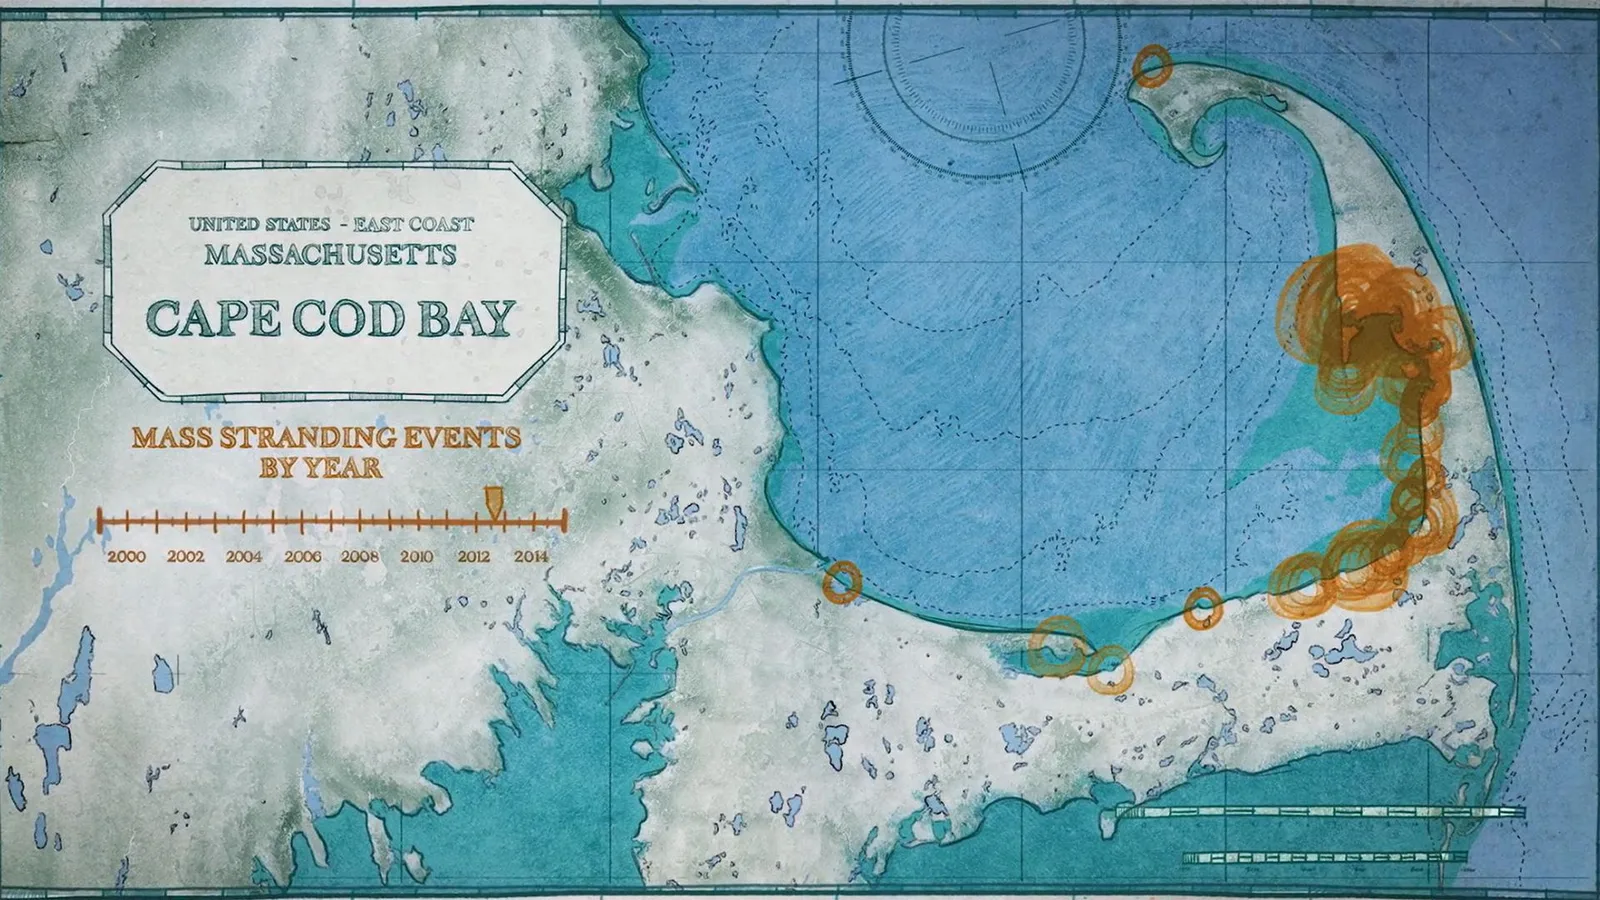 UNITED STATES - EAST COAST
MASSACHUSETTS
CAPE COD BAY
MASS STRANDING EVENTS
BY YEAR
2000 2002 2004 2006 2008 2010 2012 2014